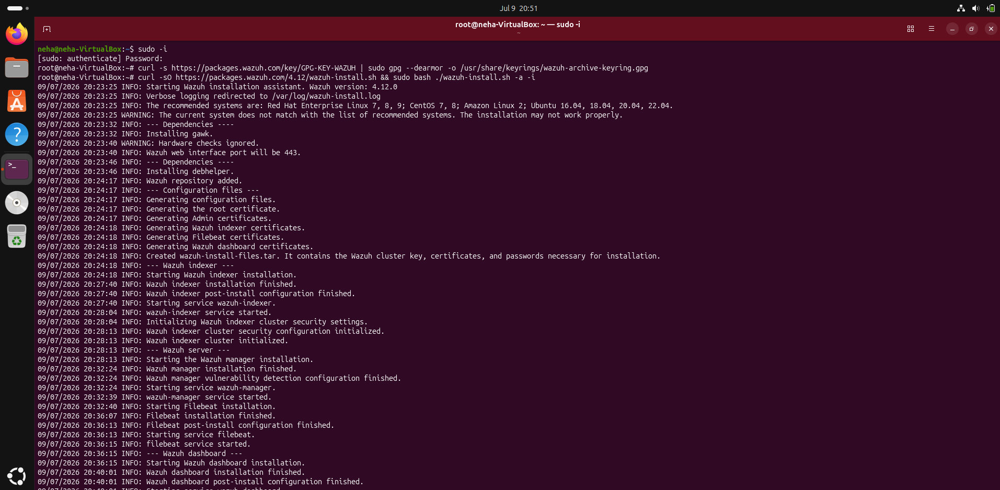 Jul 9 20:51
root@neha-VirtualBox: ~ — sudo -i
~
neha@neha-VirtualBox:~$ sudo -i
[sudo: authenticate] Password:
root@neha-VirtualBox:~# curl -s https://packages.wazuh.com/key/GPG-KEY-WAZUH | sudo gpg --dearmor -o /usr/share/keyrings/wazuh-archive-keyring.gpg
root@neha-VirtualBox:~# curl -sO https://packages.wazuh.com/4.12/wazuh-install.sh && sudo bash ./wazuh-install.sh -a -i
09/07/2026 20:23:25 INFO: Starting Wazuh installation assistant. Wazuh version: 4.12.0
09/07/2026 20:23:25 INFO: Verbose logging redirected to /var/log/wazuh-install.log
09/07/2026 20:23:25 INFO: The recommended systems are: Red Hat Enterprise Linux 7, 8, 9; CentOS 7, 8; Amazon Linux 2; Ubuntu 16.04, 18.04, 20.04, 22.04.
09/07/2026 20:23:25 WARNING: The current system does not match with the list of recommended systems. The installation may not work properly.
09/07/2026 20:23:32 INFO: --- Dependencies ----
09/07/2026 20:23:32 INFO: Installing gawk.
09/07/2026 20:23:40 WARNING: Hardware checks ignored.
09/07/2026 20:23:40 INFO: Wazuh web interface port will be 443.
09/07/2026 20:23:46 INFO: --- Dependencies ----
09/07/2026 20:23:46 INFO: Installing debhelper.
09/07/2026 20:24:17 INFO: Wazuh repository added.
09/07/2026 20:24:17 INFO: --- Configuration files ---
09/07/2026 20:24:17 INFO: Generating configuration files.
09/07/2026 20:24:17 INFO: Generating the root certificate.
09/07/2026 20:24:17 INFO: Generating Admin certificates.
09/07/2026 20:24:18 INFO: Generating Wazuh indexer certificates.
09/07/2026 20:24:18 INFO: Generating Filebeat certificates.
09/07/2026 20:24:18 INFO: Generating Wazuh dashboard certificates.
09/07/2026 20:24:18 INFO: Created wazuh-install-files.tar. It contains the Wazuh cluster key, certificates, and passwords necessary for installation.
09/07/2026 20:24:18 INFO: --- Wazuh indexer ---
09/07/2026 20:24:18 INFO: Starting Wazuh indexer installation.
09/07/2026 20:27:40 INFO: Wazuh indexer installation finished.
09/07/2026 20:27:40 INFO: Wazuh indexer post-install configuration finished.
09/07/2026 20:27:40 INFO: Starting service wazuh-indexer.
09/07/2026 20:28:04 INFO: wazuh-indexer service started.
09/07/2026 20:28:04 INFO: Initializing Wazuh indexer cluster security settings.
09/07/2026 20:28:13 INFO: Wazuh indexer cluster security configuration initialized.
09/07/2026 20:28:13 INFO: Wazuh indexer cluster initialized.
09/07/2026 20:28:13 INFO: --- Wazuh server ---
09/07/2026 20:28:13 INFO: Starting the Wazuh manager installation.
09/07/2026 20:32:24 INFO: Wazuh manager installation finished.
09/07/2026 20:32:24 INFO: Wazuh manager vulnerability detection configuration finished.
09/07/2026 20:32:24 INFO: Starting service wazuh-manager.
09/07/2026 20:32:39 INFO: wazuh-manager service started.
09/07/2026 20:32:40 INFO: Starting Filebeat installation.
09/07/2026 20:36:07 INFO: Filebeat installation finished.
09/07/2026 20:36:13 INFO: Filebeat post-install configuration finished.
09/07/2026 20:36:13 INFO: Starting service filebeat.
09/07/2026 20:36:15 INFO: filebeat service started.
09/07/2026 20:36:15 INFO: --- Wazuh dashboard ---
09/07/2026 20:36:15 INFO: Starting Wazuh dashboard installation.
09/07/2026 20:40:01 INFO: Wazuh dashboard installation finished.
09/07/2026 20:40:01 INFO: Wazuh dashboard post-install configuration finished.